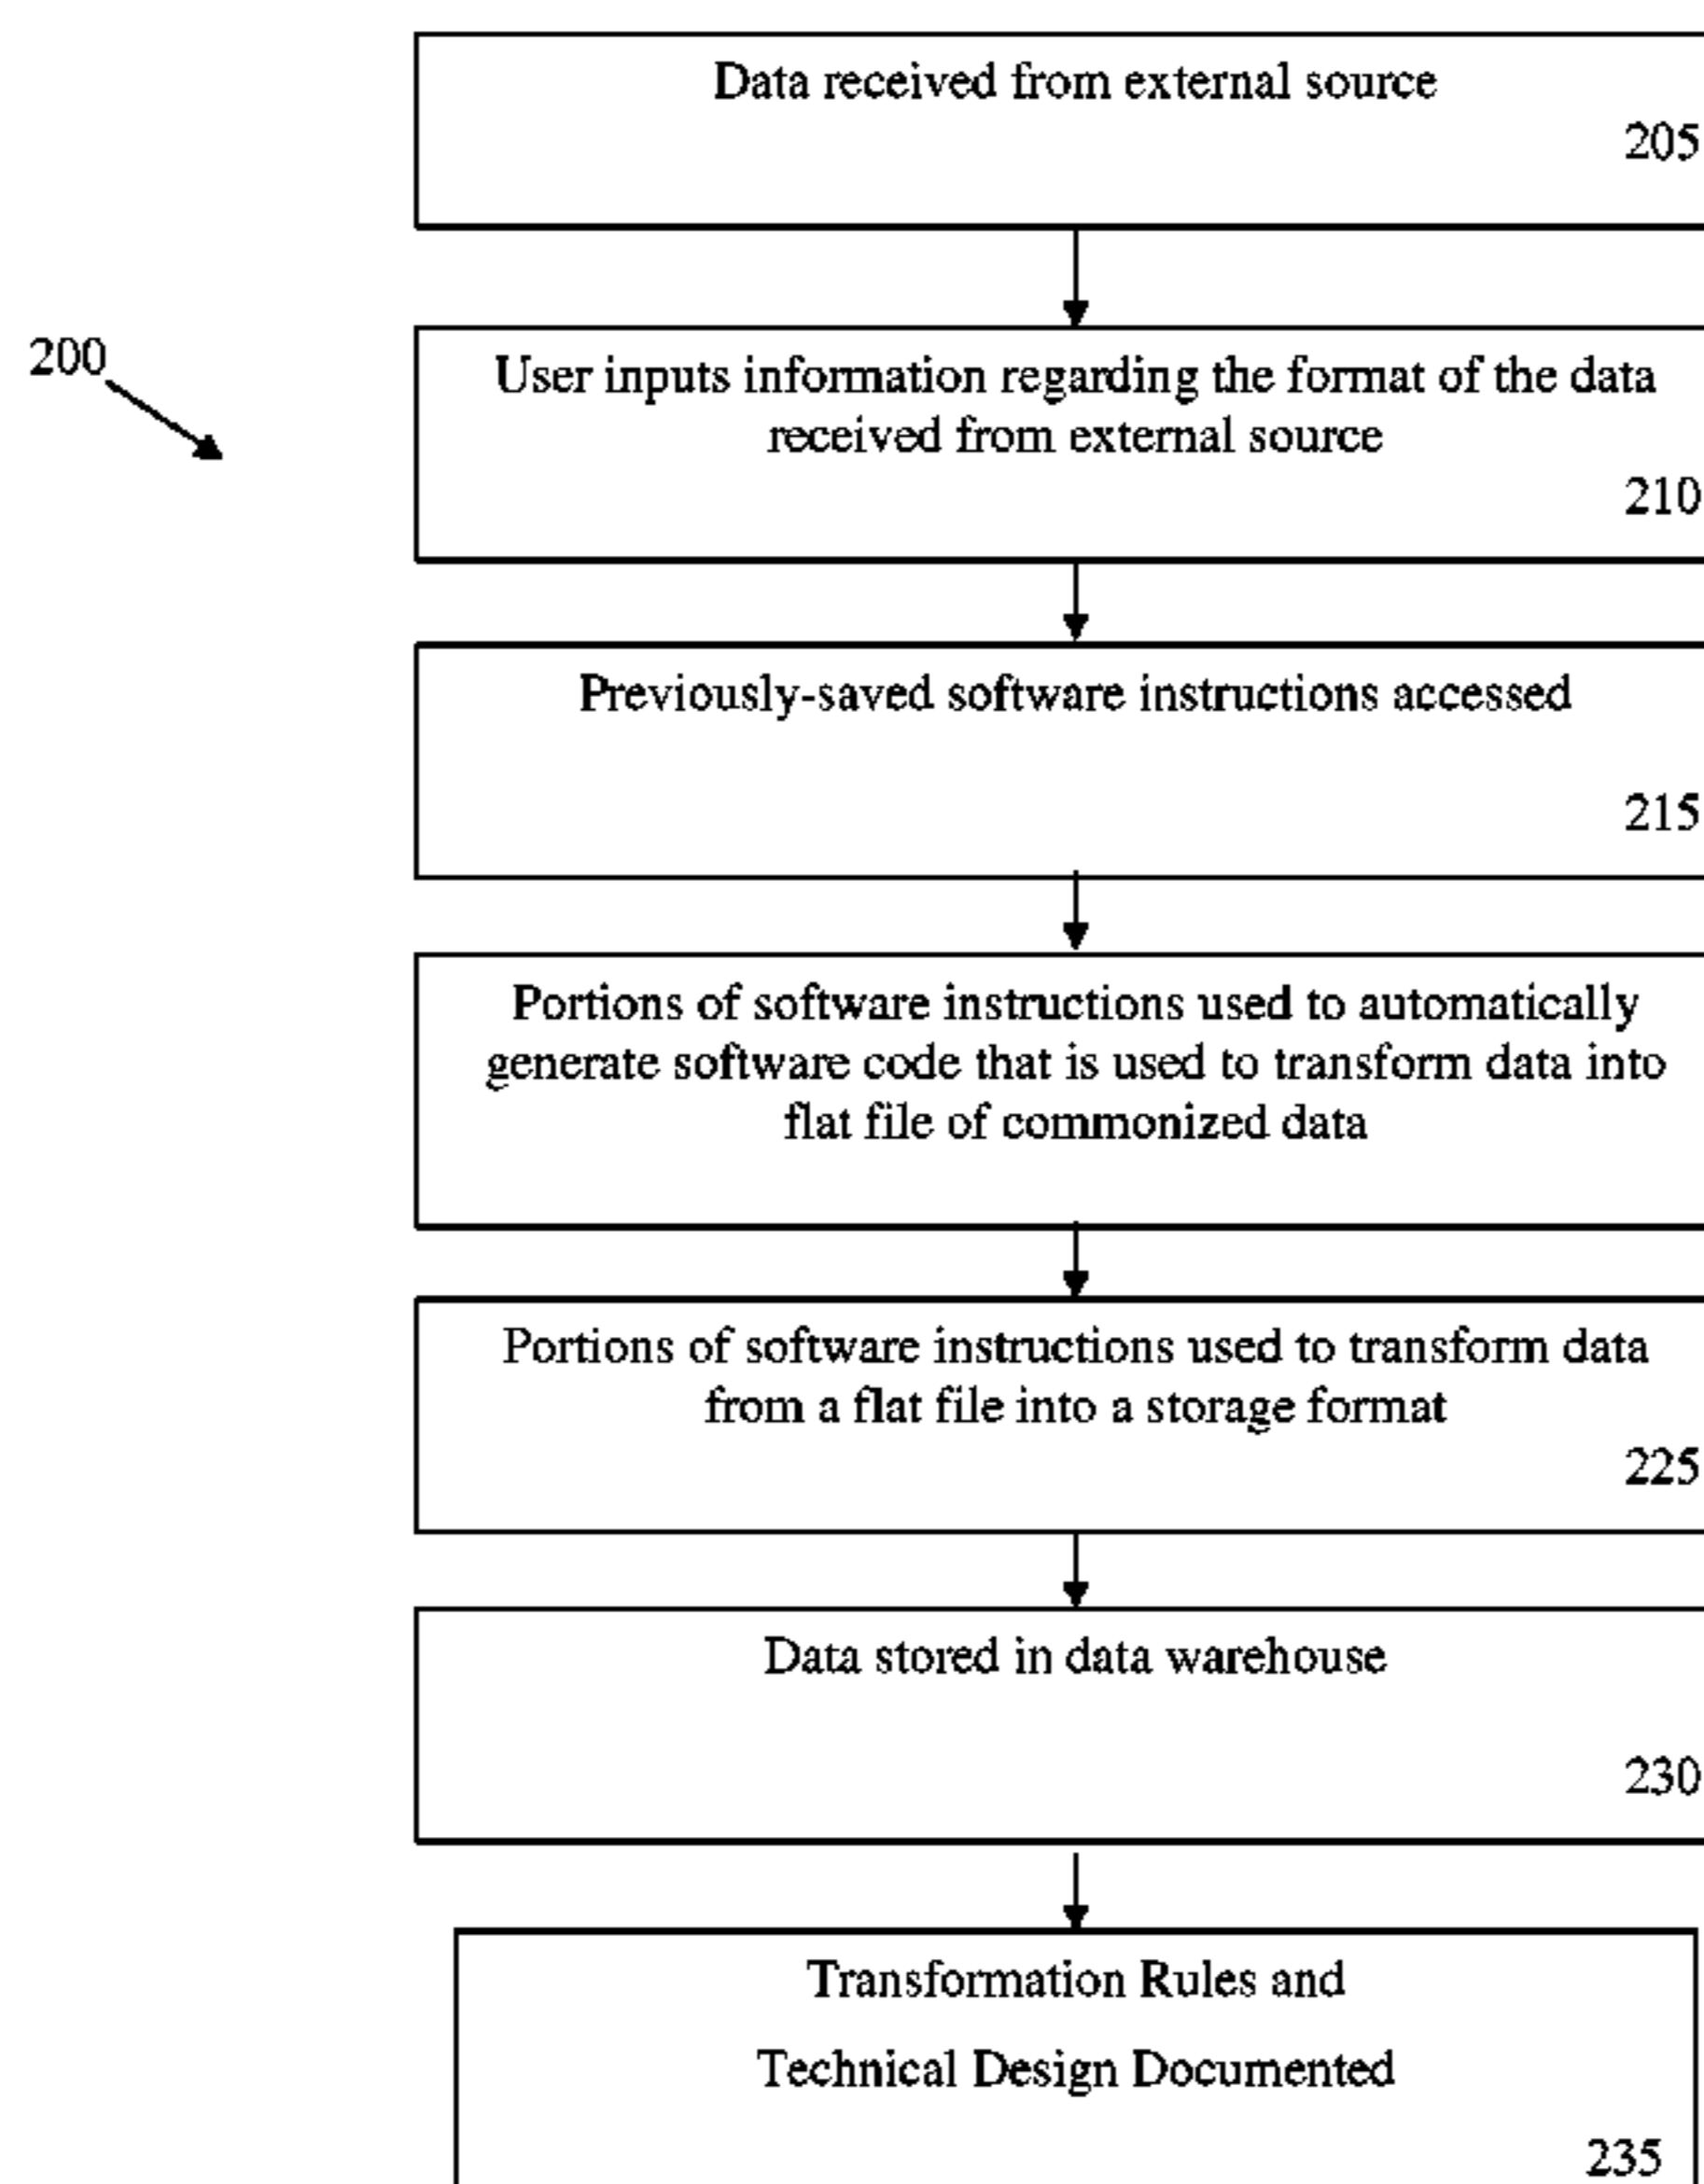 Data received from external source
205
200
User inputs information regarding the format of the data
received from external source
210
Previously-saved software instructions accessed
215
Portions of software instructions used to automatically
generate software code that is used to transform data into
flat file of commonized data
Portions of software instructions used to transform data
from a flat file into a storage format
225
Data stored in data warehouse
230
Transformation Rules and
Technical Design Documented
235